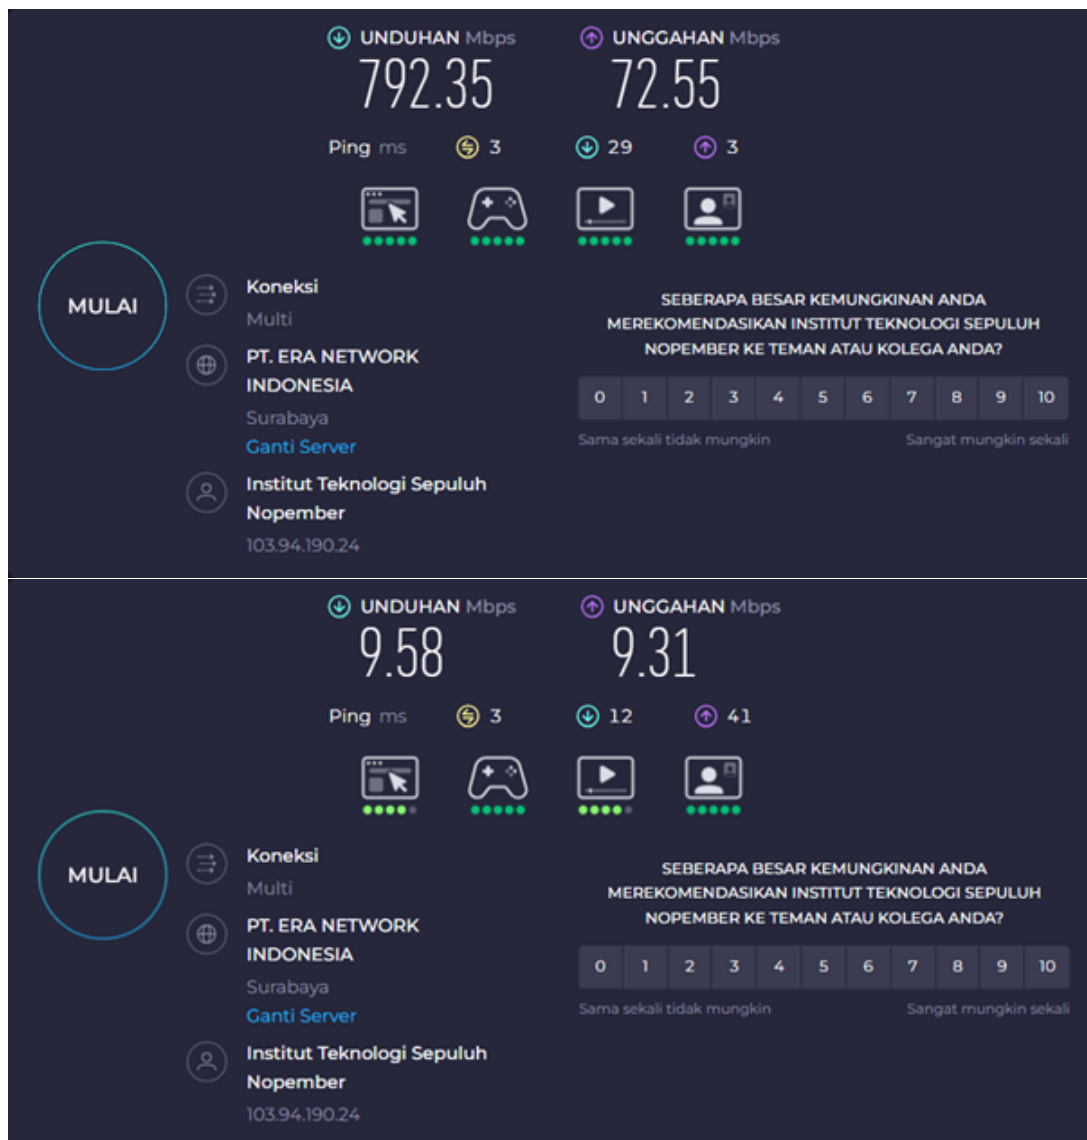 UNDUHAN Mbps
792.35
UNGGAHAN Mbps
72.55
Ping ms 3 29 3
MULAI
Koneksi
Multi
PT. ERA NETWORK
INDONESIA
Surabaya
Ganti Server
Institut Teknologi Sepuluh
Nopember
103.94.190.24
SEBERAPA BESAR KEMUNGKINAN ANDA
MEREKOMENDASIKAN INSTITUT TEKNOLOGI SEPULUH
NOPEMBER KE TEMAN ATAU KOLEGA ANDA?
0 1 2 3 4 5 6 7 8 9 10
Sama sekali tidak mungkin Sangat mungkin sekali
UNDUHAN Mbps
9.58
UNGGAHAN Mbps
9.31
Ping ms 3 12 41
MULAI
Koneksi
Multi
PT. ERA NETWORK
INDONESIA
Surabaya
Ganti Server
Institut Teknologi Sepuluh
Nopember
103.94.190.24
SEBERAPA BESAR KEMUNGKINAN ANDA
MEREKOMENDASIKAN INSTITUT TEKNOLOGI SEPULUH
NOPEMBER KE TEMAN ATAU KOLEGA ANDA?
0 1 2 3 4 5 6 7 8 9 10
Sama sekali tidak mungkin Sangat mungkin sekali